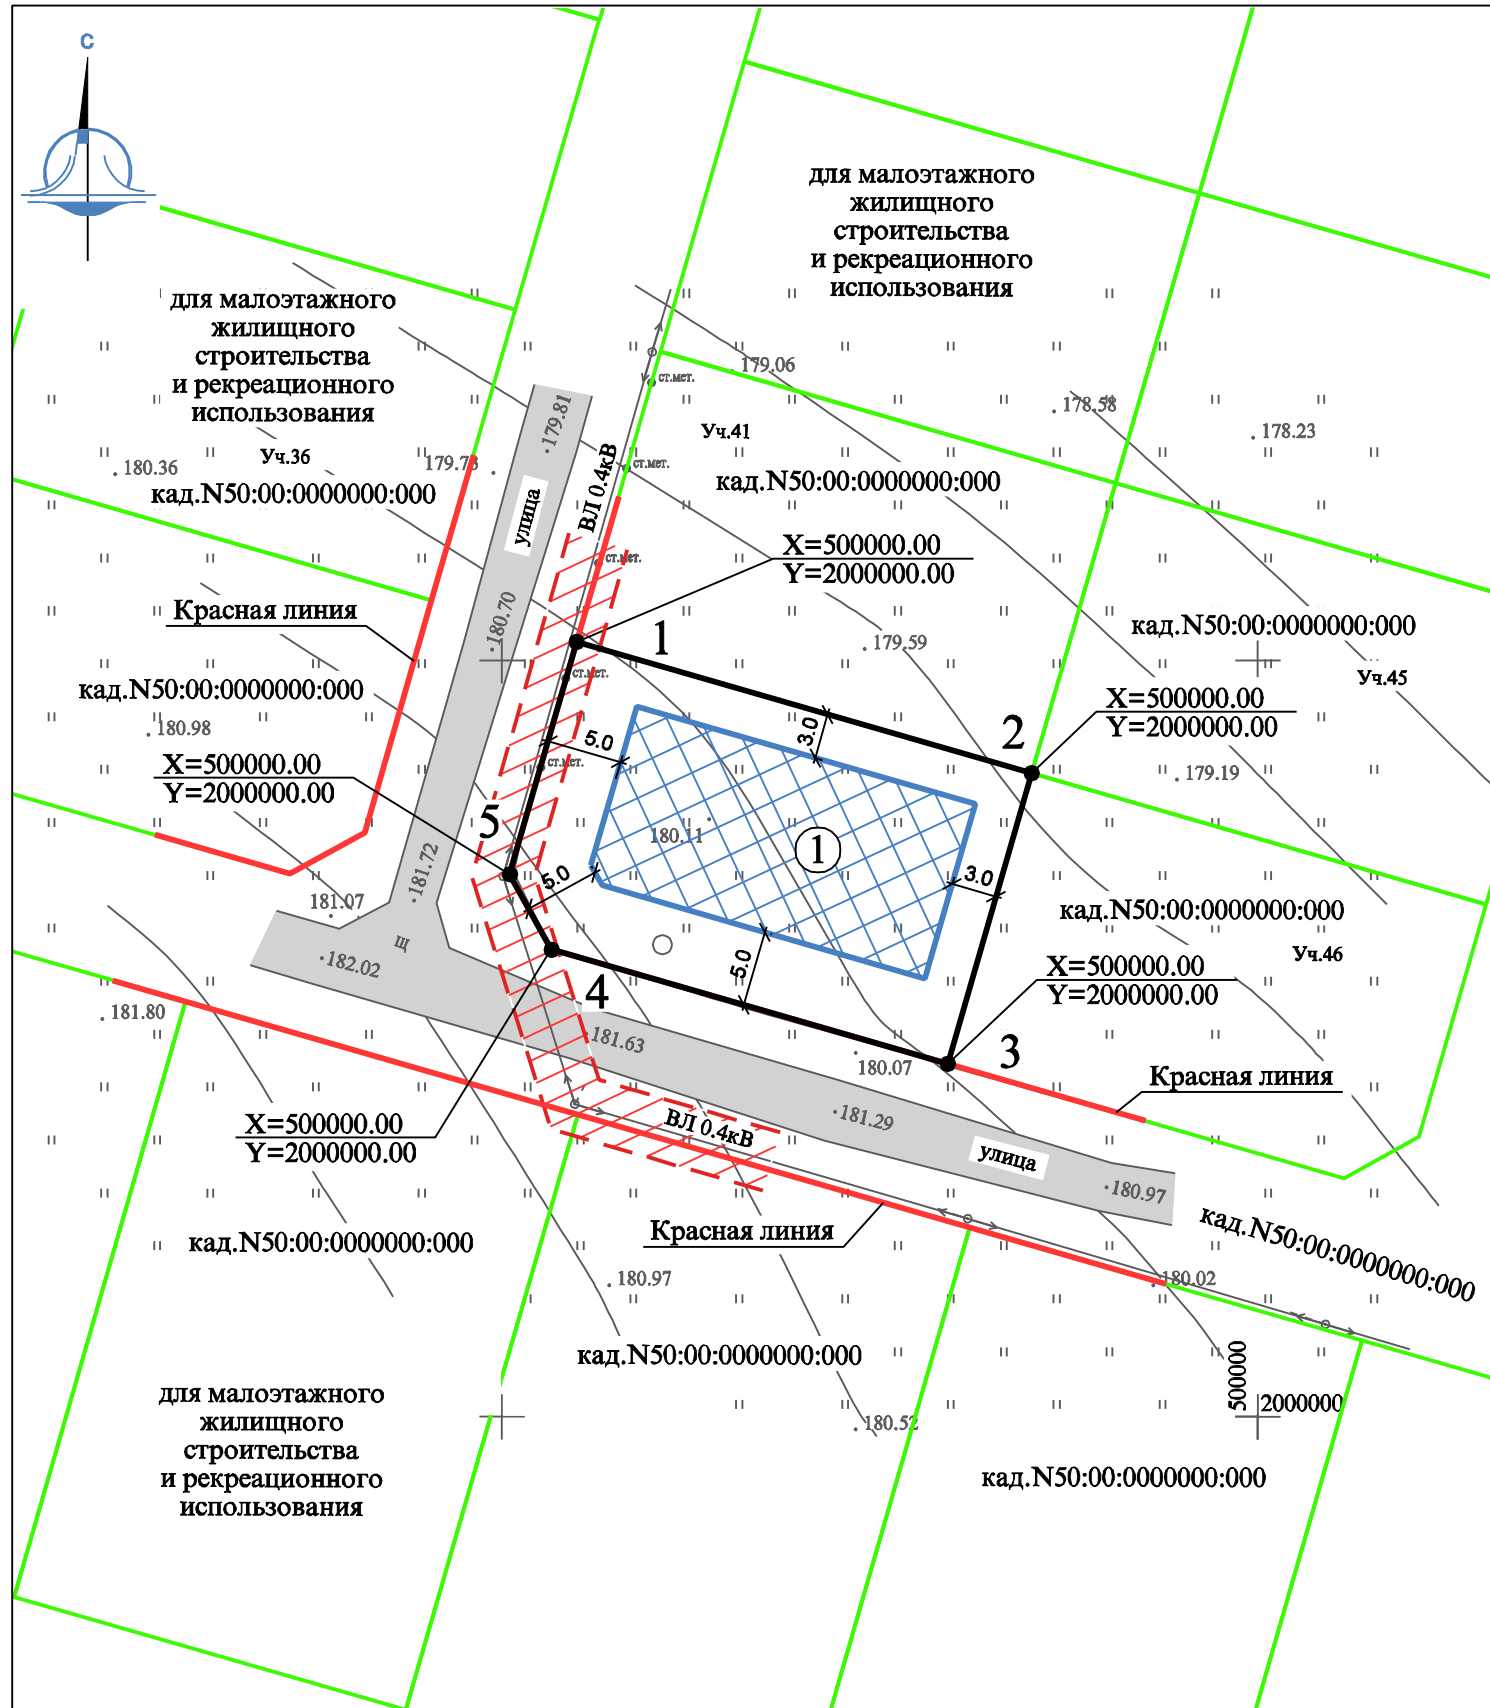 С
для малоэтажного
жилищного
строительства
и рекреационного
использования
для малоэтажного
жилищного
строительства
и рекреационного
использования
179.06
ст.мет.
179.81
178.58
178.23
Уч.41
Уч.36
180.36
179.73
ст.мет.
кад.N50:00:0000000:000
кад.N50:00:0000000:000
ВЛ 0.4кВ
улица
X=500000.00
Y=2000000.00
ст.мет.
Красная линия
180.70
1
179.59
кад.N50:00:0000000:000
Уч.45
ст.мет.
кад.N50:00:0000000:000
X=500000.00
Y=2000000.00
180.98
5.0
3.0
2
X=500000.00
Y=2000000.00
ст.мет.
179.19
5
180.11
1
181.72
5.0
3.0
181.07
кад.N50:00:0000000:000
щ
182.02
5.0
Уч.46
X=500000.00
Y=2000000.00
4
181.80
181.63
3
180.07
Красная линия
X=500000.00
Y=2000000.00
ВЛ 0.4кВ
181.29
улица
180.97
кад.N50:00:0000000:000
Красная линия
кад.N50:00:0000000:000
180.97
180.02
кад.N50:00:0000000:000
500000
2000000
для малоэтажного
жилищного
строительства
и рекреационного
использования
180.52
кад.N50:00:0000000:000